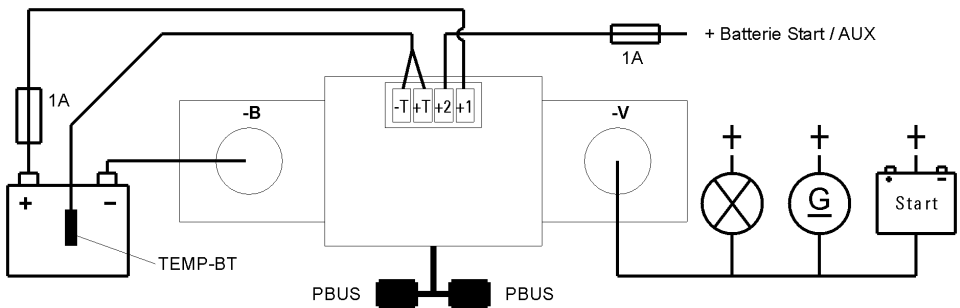 + Batterie Start / AUX
1A
1A
-T +T +2 +1
-B
-V
+ + +
G
+ -
Start
+ -
TEMP-BT
PBUS
PBUS